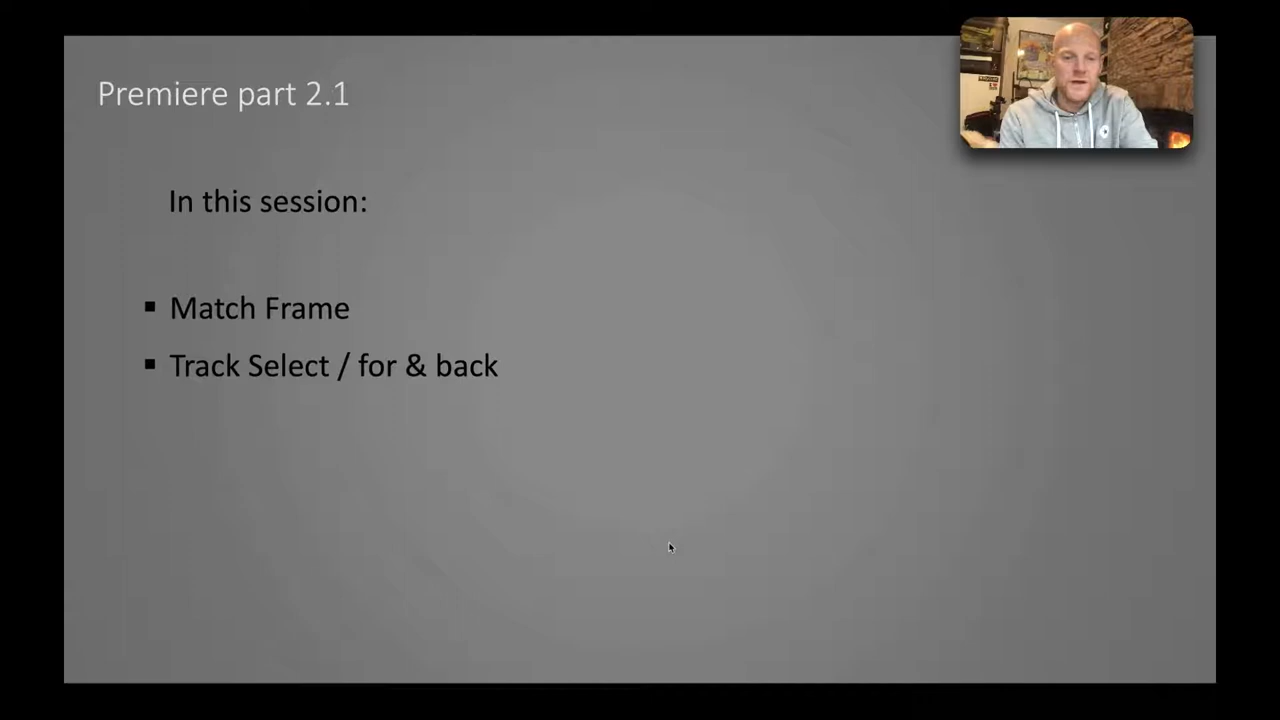 Premiere part 2.1
In this session:
▪ Match Frame
▪ Track Select / for & back